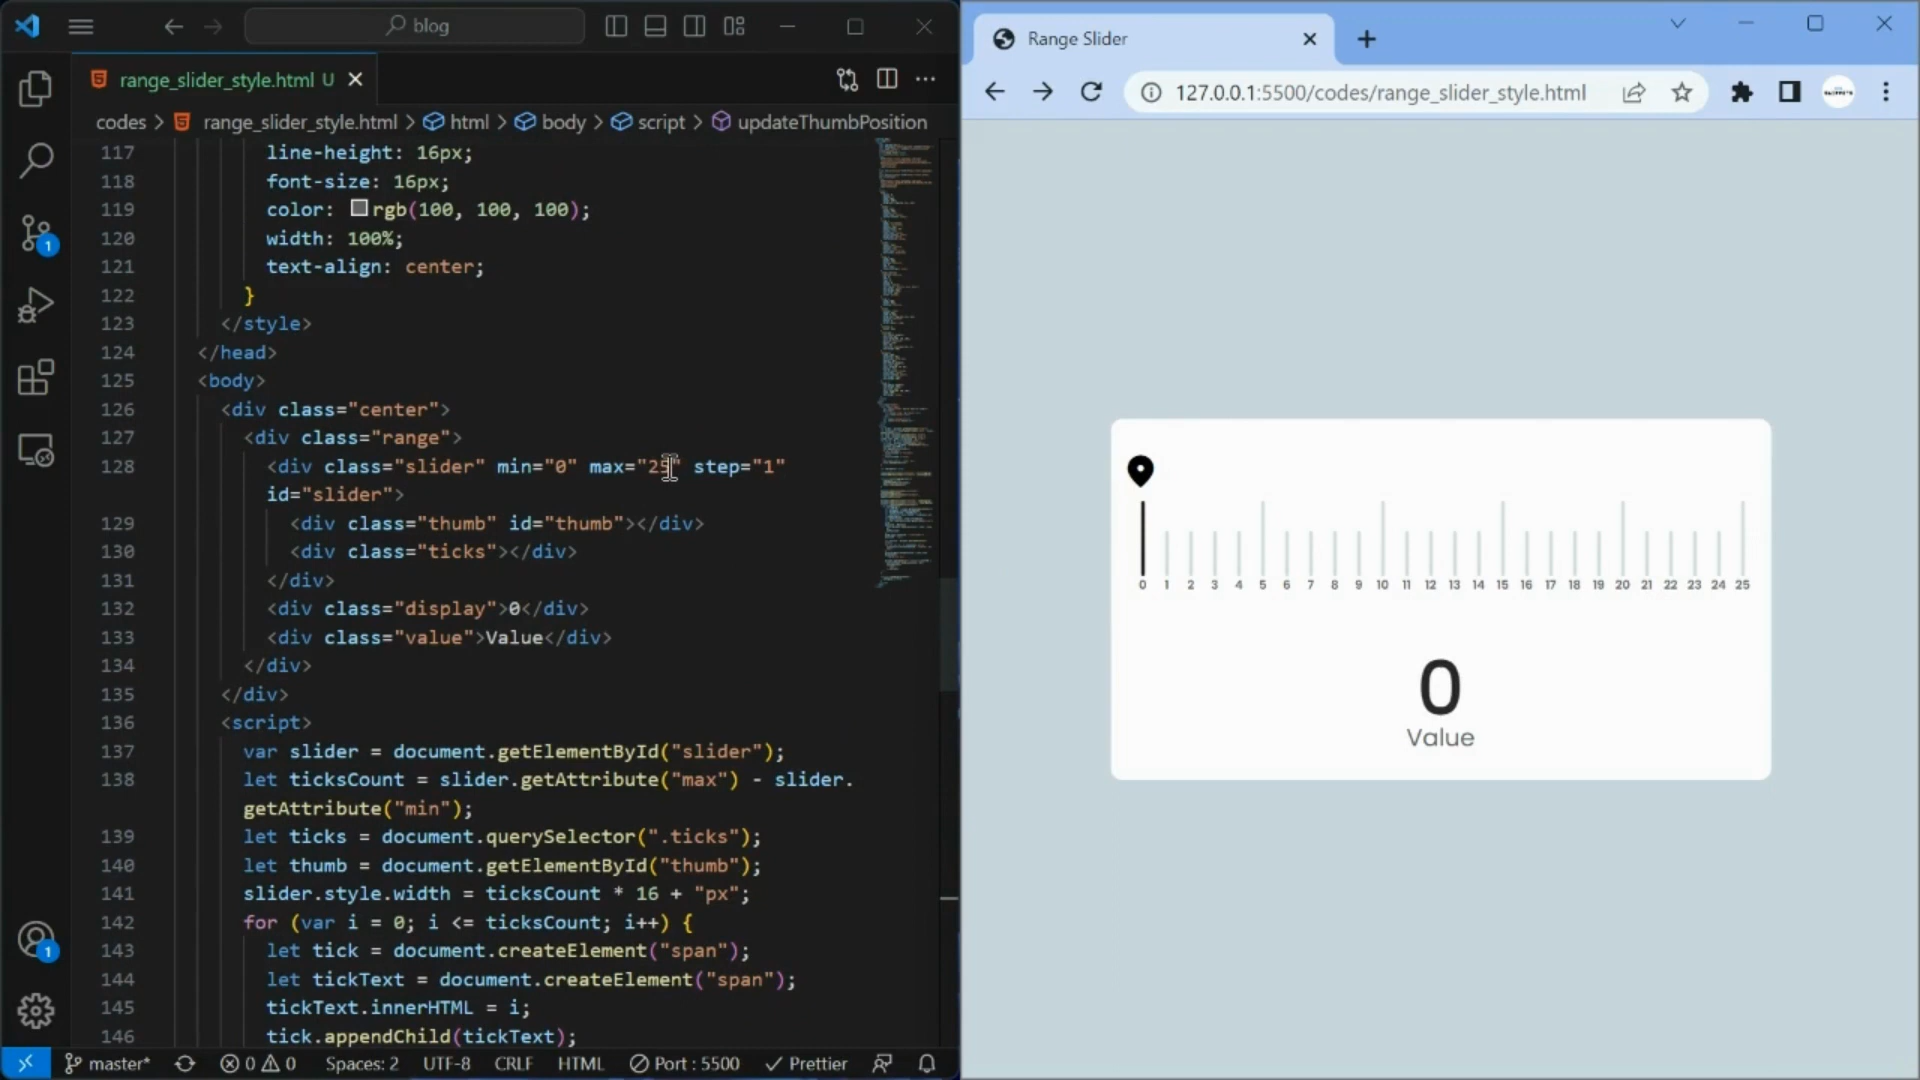 blog
range_slider_style.html U
codes > range_slider_style.html > html > body > script > updateThumbPosition
117 line-height: 16px;
118 font-size: 16px;
119 color: rgb(100, 100, 100);
120 width: 100%;
121 text-align: center;
122 }
123 </style>
124 </head>
125 <body>
126 <div class="center">
127 <div class="range">
128 <div class="slider" min="0" max="25" step="1"
id="slider">
129 <div class="thumb" id="thumb"></div>
130 <div class="ticks"></div>
131 </div>
132 <div class="display">0</div>
133 <div class="value">Value</div>
134 </div>
135 </div>
136 <script>
137 var slider = document.getElementById("slider");
138 let ticksCount = slider.getAttribute("max") - slider.
getAttribute("min");
139 let ticks = document.querySelector(".ticks");
140 let thumb = document.getElementById("thumb");
141 slider.style.width = ticksCount * 16 + "px";
142 for (var i = 0; i <= ticksCount; i++) {
143 let tick = document.createElement("span");
144 let tickText = document.createElement("span");
145 tickText.innerHTML = i;
146 tick.appendChild(tickText);
1
1
master* 0 0 Spaces: 2 UTF-8 CRLF HTML Port : 5500 Prettier
Range Slider
127.0.0.1:5500/codes/range_slider_style.html
0 1 2 3 4 5 6 7 8 9 10 11 12 13 14 15 16 17 18 19 20 21 22 23 24 25
0
Value